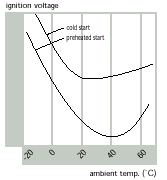 ignition voltage
cold start
preheated start
-20
0
20
40
60
ambient temp. (˚C)